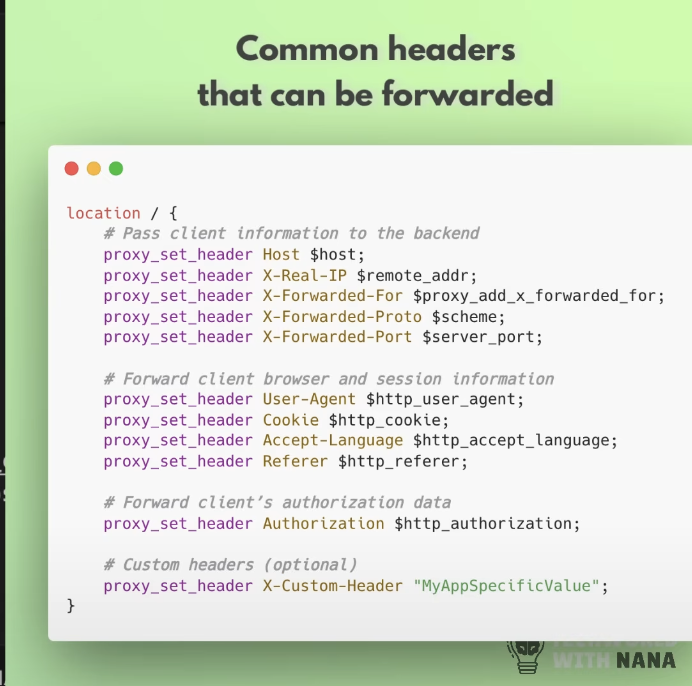 Common headers
that can be forwarded
location / {
# Pass client information to the backend
proxy_set_header Host $host;
proxy_set_header X-Real-IP $remote_addr;
proxy_set_header X-Forwarded-For $proxy_add_x_forwarded_for;
proxy_set_header X-Forwarded-Proto $scheme;
proxy_set_header X-Forwarded-Port $server_port;
# Forward client browser and session information
proxy_set_header User-Agent $http_user_agent;
proxy_set_header Cookie $http_cookie;
proxy_set_header Accept-Language $http_accept_language;
proxy_set_header Referer $http_referer;
# Forward client’s authorization data
proxy_set_header Authorization $http_authorization;
# Custom headers (optional)
proxy_set_header X-Custom-Header "MyAppSpecificValue";
}
WITH NANA